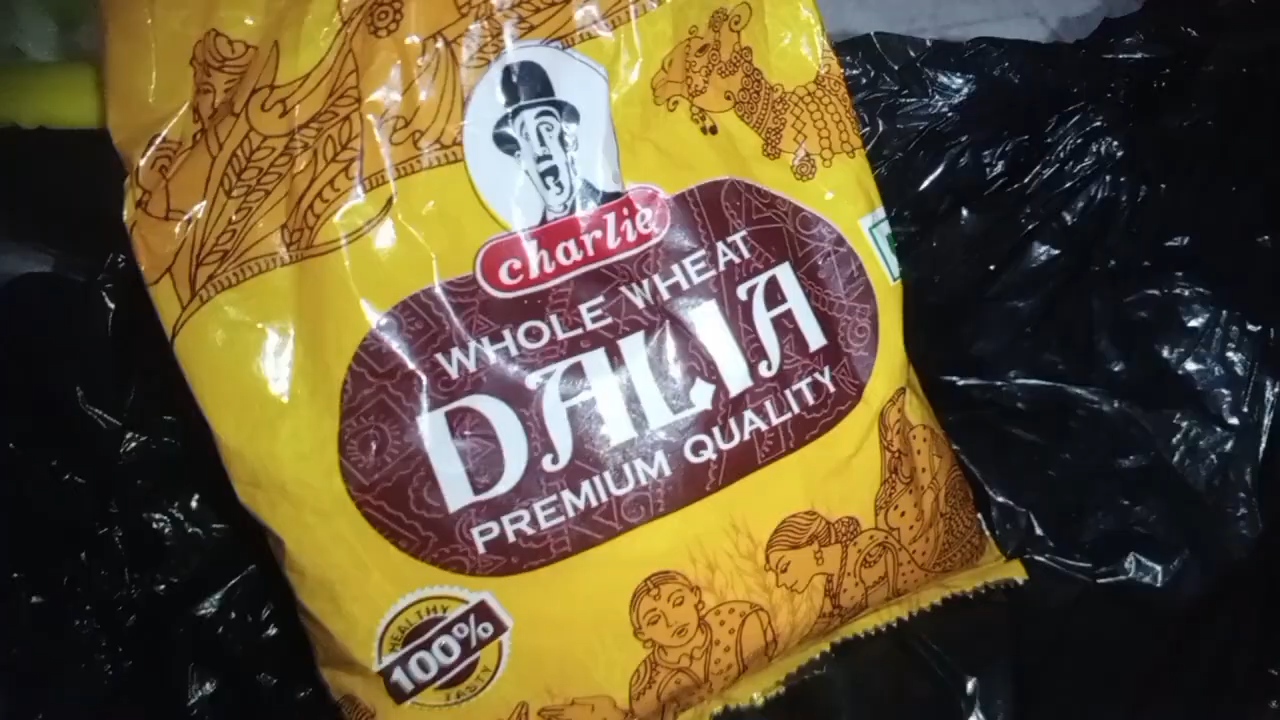 charlie
WHOLE WHEAT
DALIA
PREMIUM QUALITY
HEALTHY
100%
TASTY